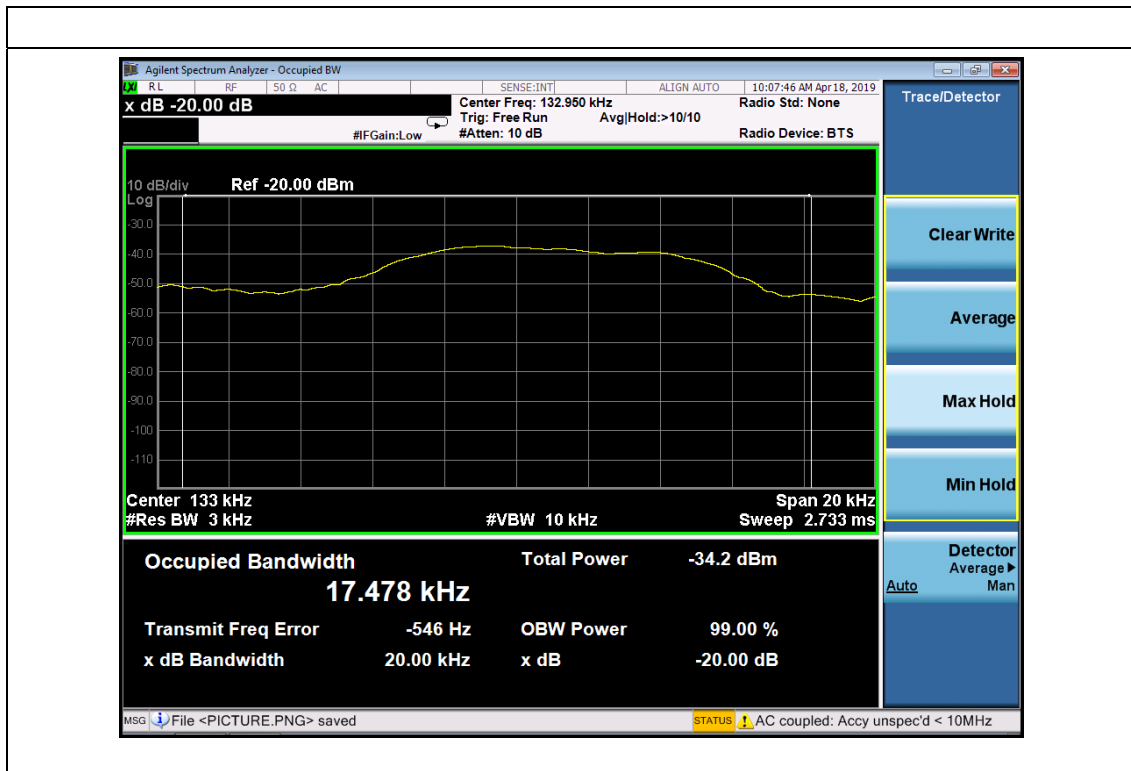 Agilent Spectrum Analyzer - Occupied BW
LXI RL RF 50 Ω AC SENSE:INT ALIGN AUTO 10:07:46 AM Apr 18, 2019
x dB -20.00 dB
Center Freq: 132.950 kHz Radio Std: None
Trig: Free Run Avg|Hold:>10/10
#IFGain:Low #Atten: 10 dB Radio Device: BTS
10 dB/div Ref -20.00 dBm
Log
-30.0
-40.0
-50.0
-60.0
-70.0
-80.0
-90.0
-100
-110
Center 133 kHz Span 20 kHz
#Res BW 3 kHz #VBW 10 kHz Sweep 2.733 ms
Occupied Bandwidth Total Power -34.2 dBm
17.478 kHz
Transmit Freq Error -546 Hz OBW Power 99.00 %
x dB Bandwidth 20.00 kHz x dB -20.00 dB
Trace/Detector
Clear Write
Average
Max Hold
Min Hold
Detector
Average
Auto Man
MSG File <PICTURE.PNG> saved STATUS AC coupled: Accy unspec'd < 10MHz